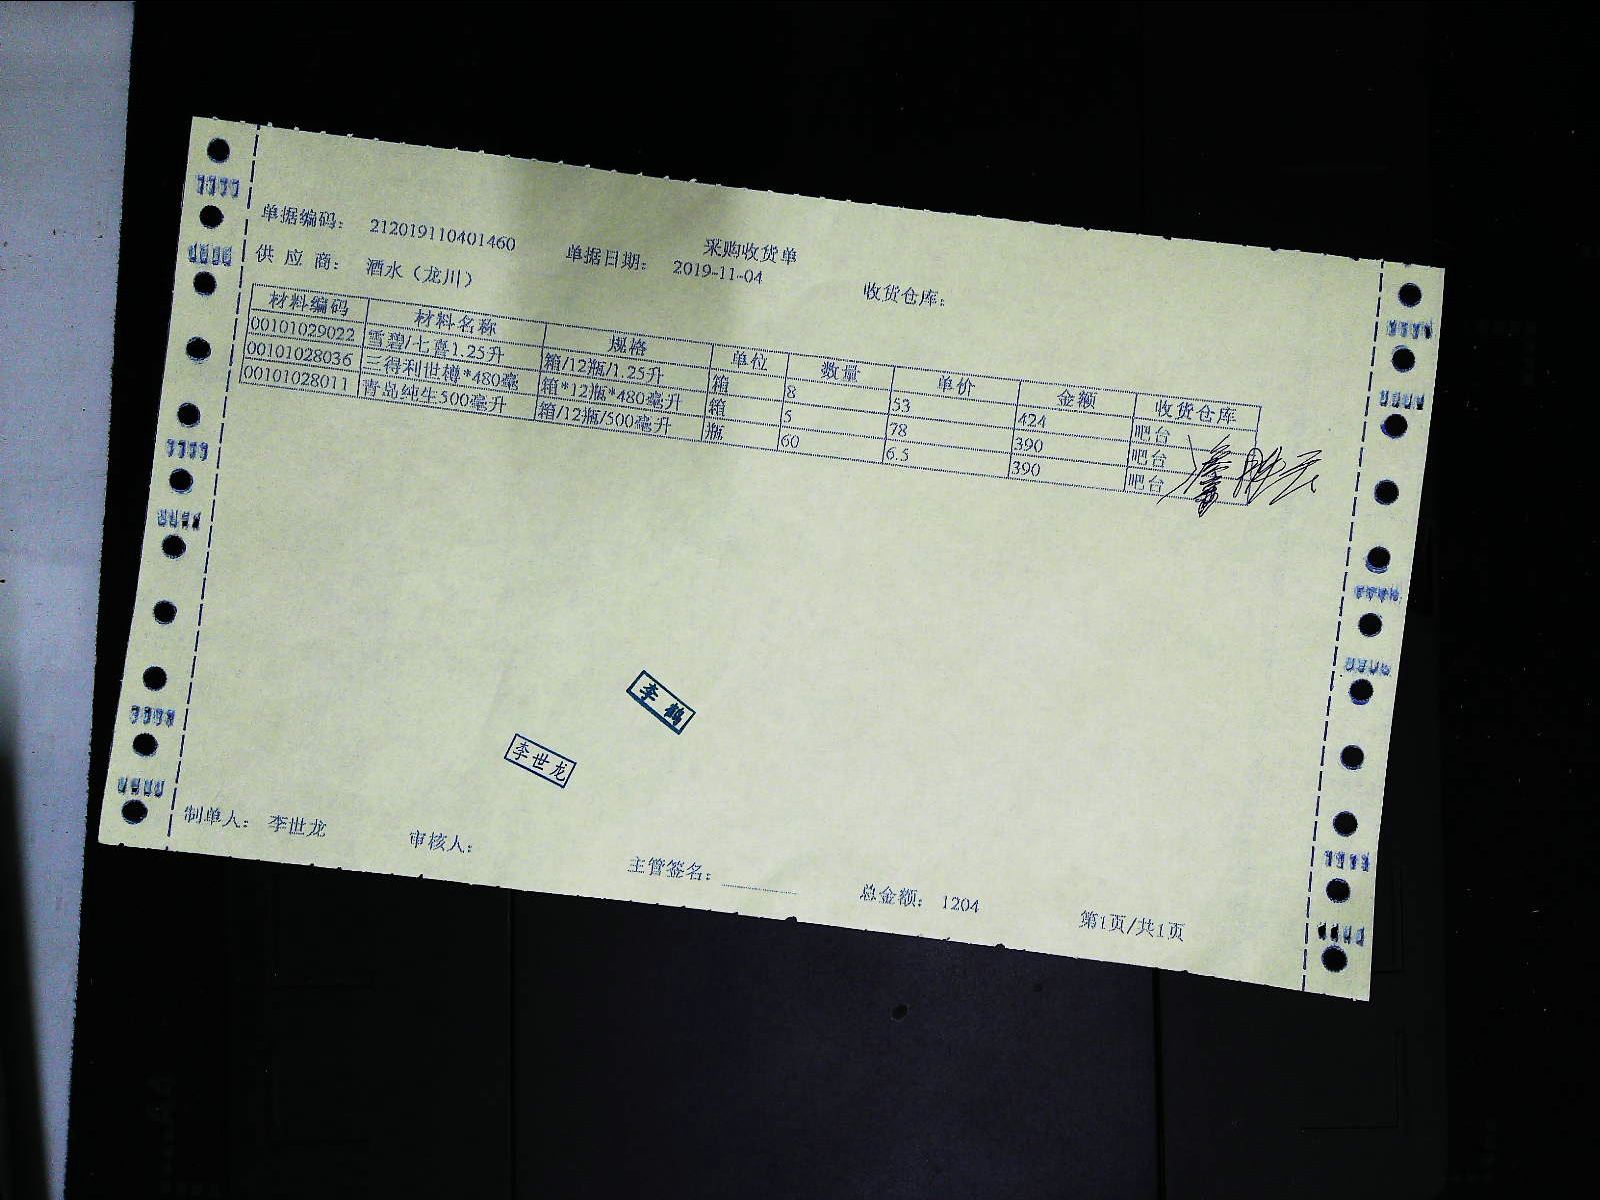 采购收货单
单据编码： 212019110401460 单据日期： 2019-11-04 收货仓库：
供应商： 酒水（龙川）
材料编码 材料名称 规格 单位 数量 单价 金额 收货仓库
00101029022 雪碧/七喜1.25升 箱/12瓶/1.25升 箱 8 53 424 吧台
00101028036 三得利世樽*480毫 箱*12瓶*480毫升 箱 5 78 390 吧台
00101028011 青岛纯生500毫升 箱/12瓶/500毫升 瓶 60 6.5 390 吧台
李鹤
李世龙
制单人： 李世龙 审核人： 主管签名： 总金额： 1204 第1页/共1页